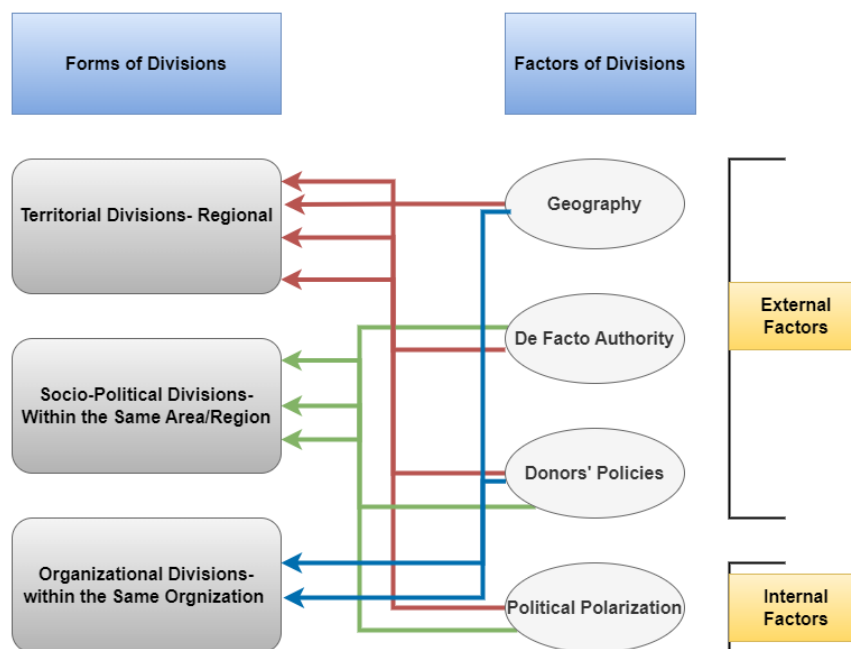 Forms of Divisions
Factors of Divisions
Territorial Divisions- Regional
Geography
External
Factors
De Facto Authority
Socio-Political Divisions-
Within the Same Area/Region
Donors' Policies
Organizational Divisions-
within the Same Orgnization
Political Polarization
Internal
Factors